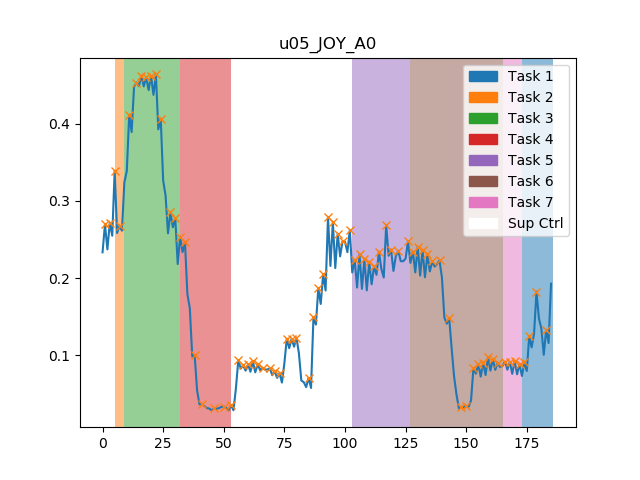 u05_JOY_A0
Task 1
Task 2
Task 3
Task 4
Task 5
Task 6
Task 7
Sup Ctrl
0.4
0.3
0.2
0.1
0 25 50 75 100 125 150 175